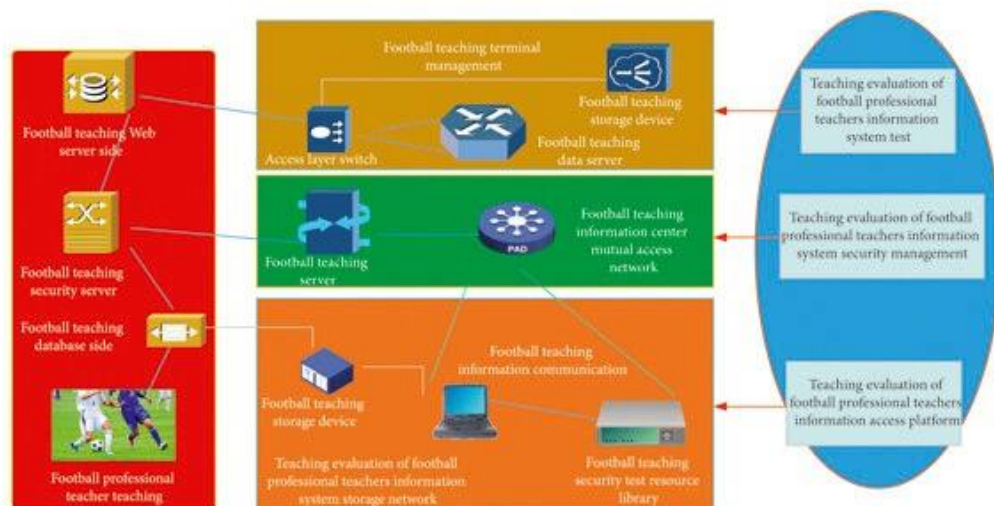 Football teaching Web
server side
Football teaching
security server
Football teaching
database side
Football professional
teacher teaching
Football teaching terminal
management
Football teaching
storage device
Access layer switch
Football teaching
data server
Football teaching
server
PAD
Football teaching
information center
mutual access
network
Football teaching
information communication
Football teaching
storage device
Teaching evaluation of football
professional teachers information
system storage network
Football teaching
security test resource
library
Teaching evaluation of
football professional
teachers information
system test
Teaching evaluation of football
professional teachers information
system security management
Teaching evaluation of
football professional teachers
information access platform